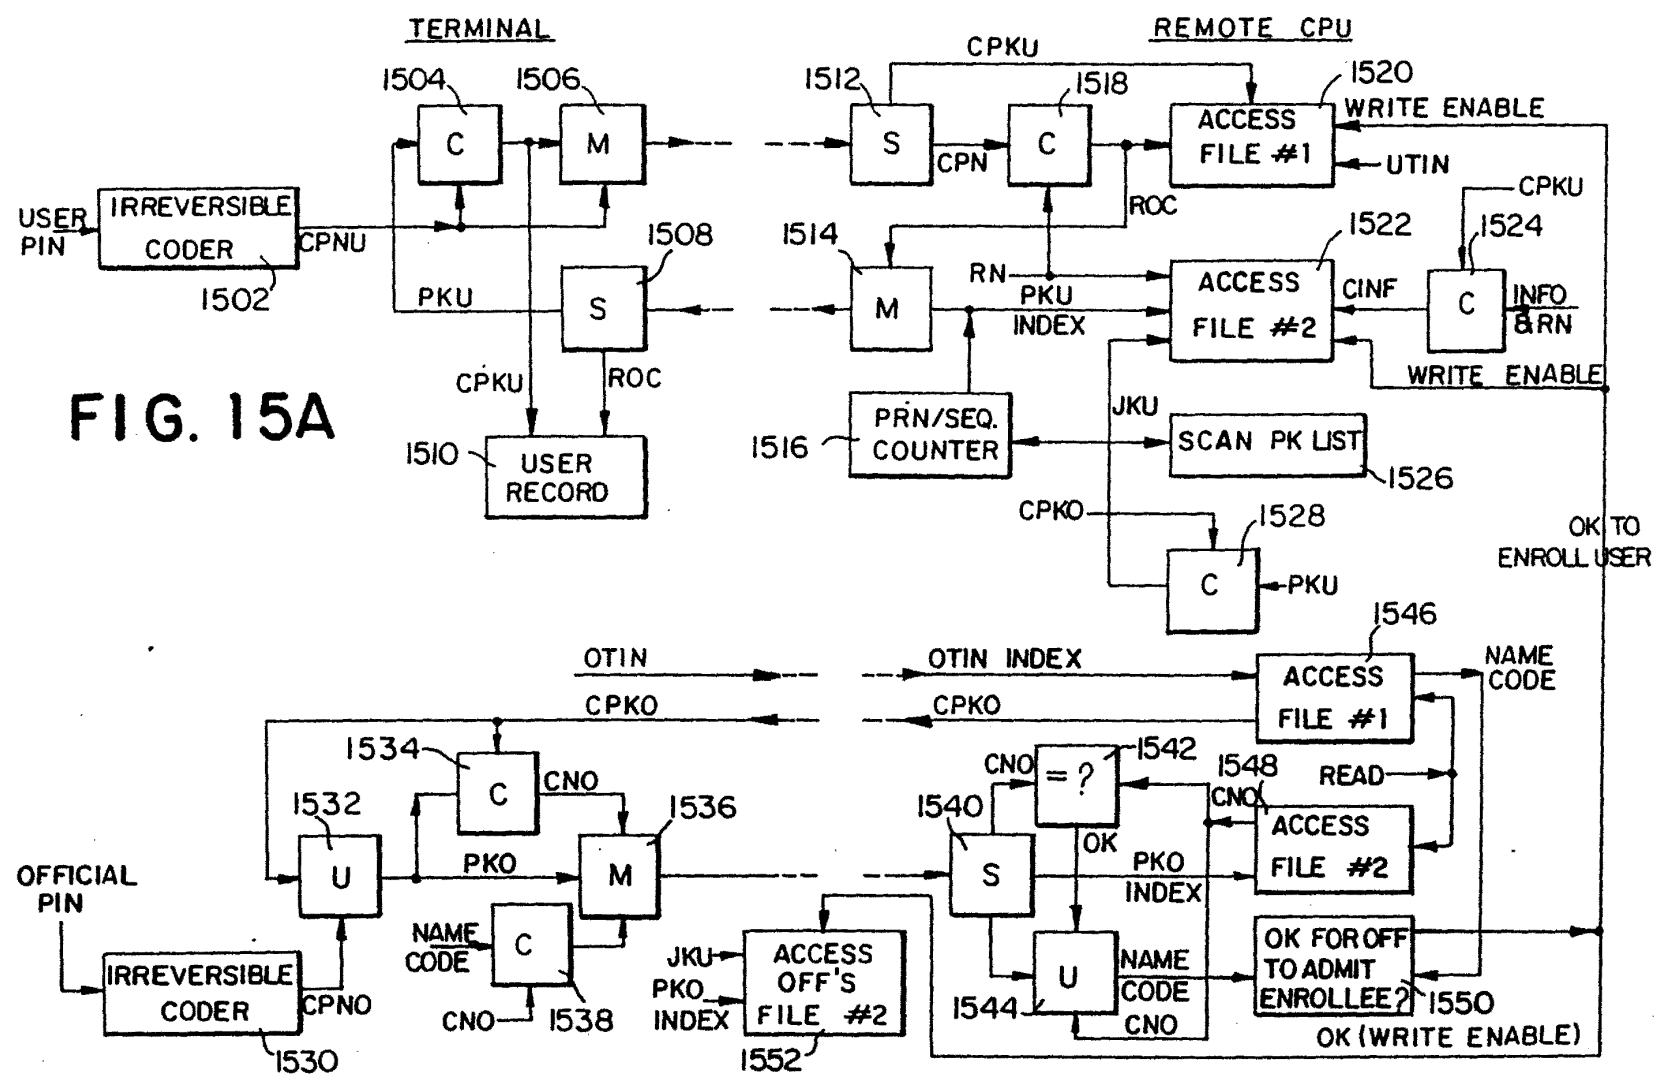 TERMINAL
REMOTE CPU
CPKU
1504
1506
1512
1518
1520
C
M
S
CPN
C
ACCESS
FILE #1
WRITE ENABLE
UTIN
CPKU
USER
PIN
IRREVERSIBLE
CODER
CPNU
1502
ROC
1508
1514
1522
1524
PKU
S
M
RN
PKU
INDEX
ACCESS
FILE #2
CINF
C
INFO
& RN
CPKU
ROC
WRITE ENABLE
FIG. 15A
JKU
1510
USER
RECORD
1516
PRN/SEQ.
COUNTER
SCAN PK LIST
1526
CPKO
1528
C
PKU
OK TO
ENROLL USER
1546
OTIN
OTIN INDEX
ACCESS
FILE #1
NAME
CODE
CPKO
CPKO
1534
C
CNO
1542
CNO
= ?
READ
1548
CNO
1532
U
1536
PKO
M
1540
S
OK
PKO
INDEX
ACCESS
FILE #2
OFFICIAL
PIN
NAME
CODE
C
CNO
1538
IRREVERSIBLE
CODER
CPNO
1530
JKU
PKO
INDEX
ACCESS
OFF'S
FILE #2
1552
U
1544
NAME
CODE
CNO
OK FOR OFF
TO ADMIT
ENROLLEE?
1550
OK (WRITE ENABLE)